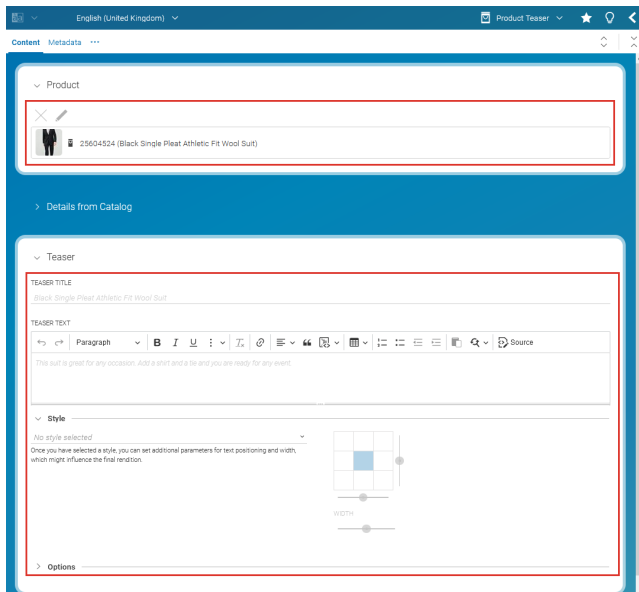 English (United Kingdom)
Product Teaser
Content Metadata
Product
25604524 (Black Single Pleat Athletic Fit Wool Suit)
Details from Catalog
Teaser
TEASER TITLE
Black Single Pleat Athletic Fit Wool Suit
TEASER TEXT
Paragraph B I U Source
This suit is great for any occasion. Add a shirt and a tie and you are ready for any event
Style
No style selected
Once you have selected a style, you can set additional parameters for text positioning and width,
which might influence the final rendition.
WIDTH
Options